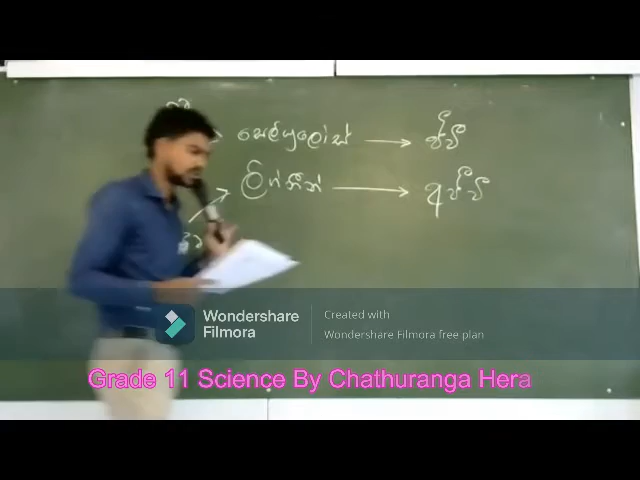 සෙලියුලෝස් → ජීවී
ලිග්නින් → අජීවී
Wondershare
Filmora
Created with
Wondershare Filmora free plan
Grade 11 Science By Chathuranga Hera